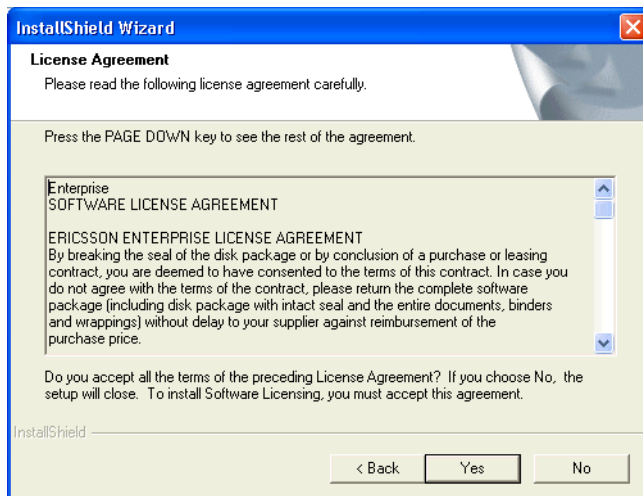 InstallShield Wizard
License Agreement
Please read the following license agreement carefully.
Press the PAGE DOWN key to see the rest of the agreement.
Enterprise
SOFTWARE LICENSE AGREEMENT
ERICSSON ENTERPRISE LICENSE AGREEMENT
By breaking the seal of the disk package or by conclusion of a purchase or leasing
contract, you are deemed to have consented to the terms of this contract. In case you
do not agree with the terms of the contract, please return the complete software
package (including disk package with intact seal and the entire documents, binders
and wrappings) without delay to your supplier against reimbursement of the
purchase price.
Do you accept all the terms of the preceding License Agreement? If you choose No, the
setup will close. To install Software Licensing, you must accept this agreement.
InstallShield
< Back Yes No